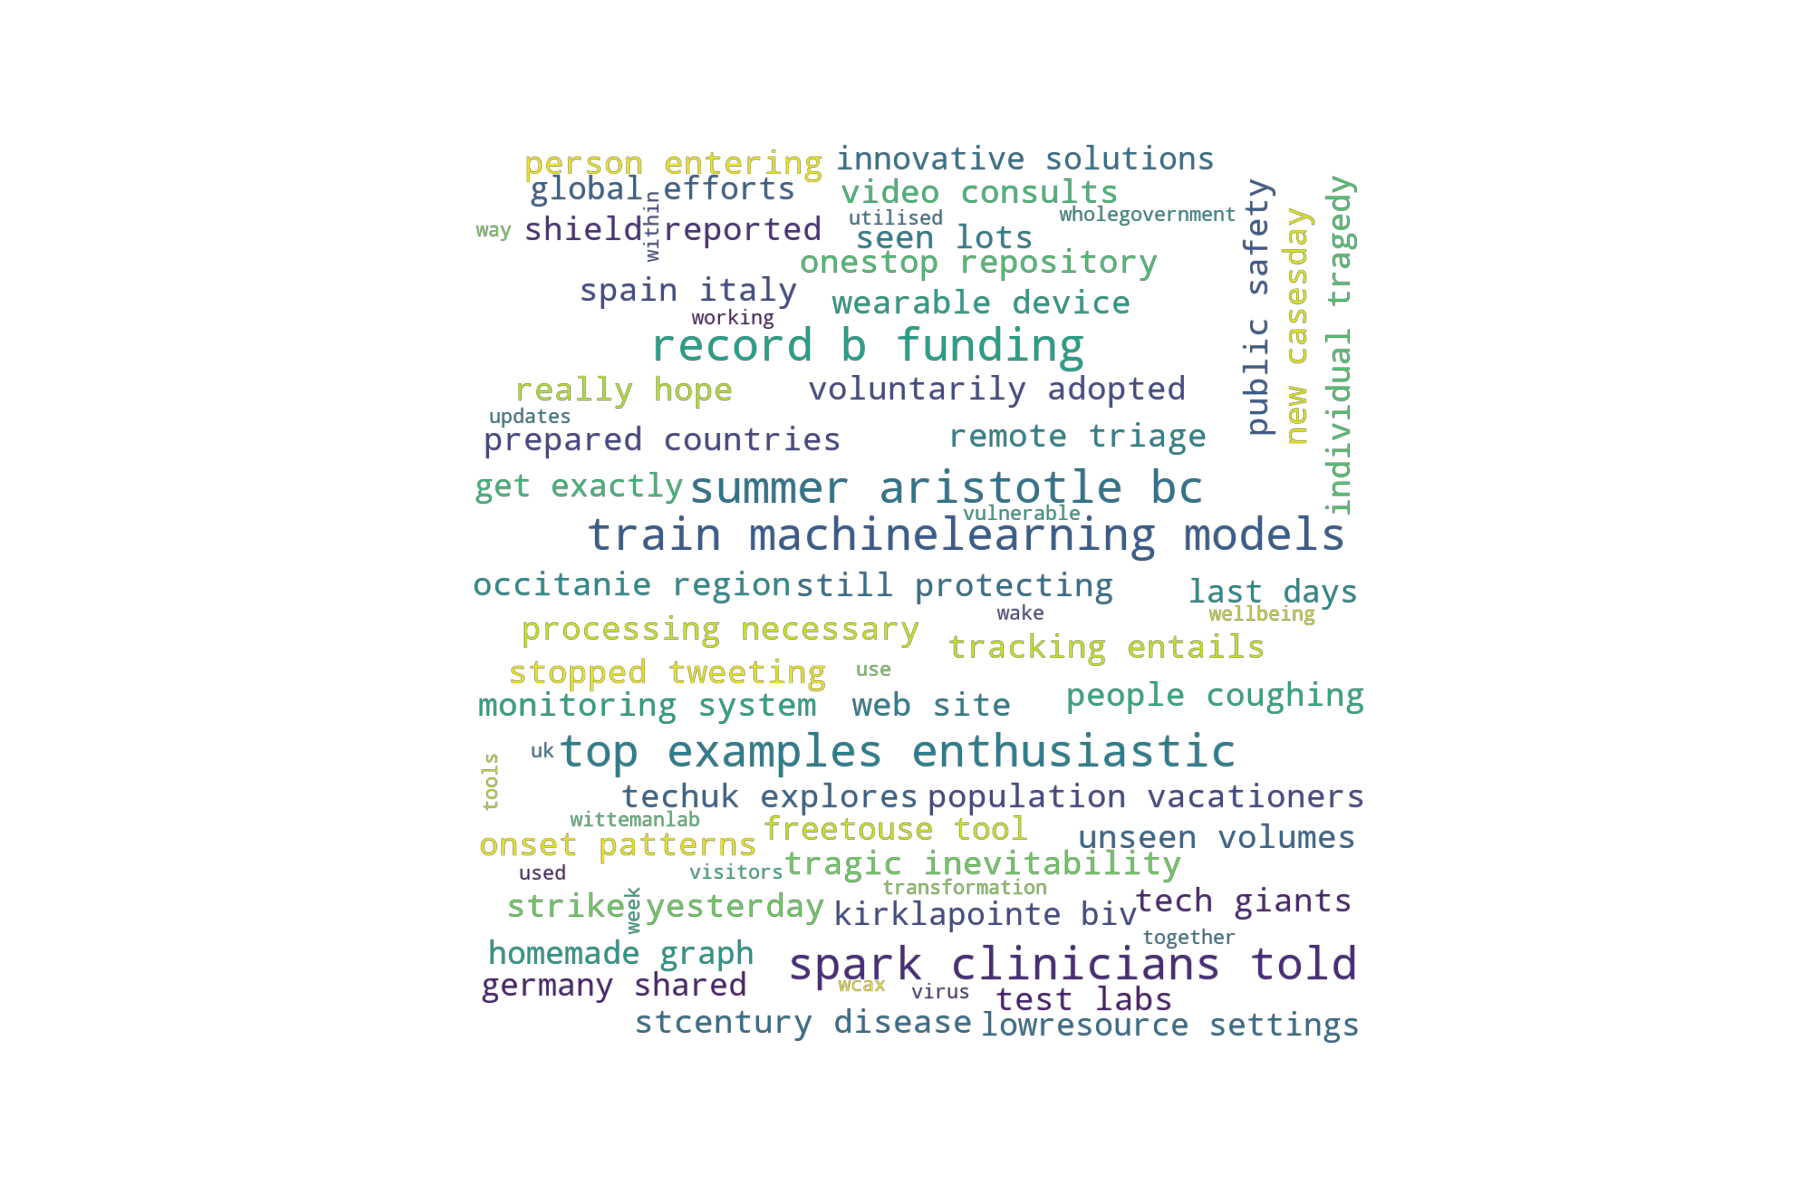 person entering
innovative solutions
global efforts
video consults
within
way
shield reported
utilised
wholegovernment
seen lots
onestop repository
public safety
new casesday
individual tragedy
spain italy
wearable device
working
record b funding
really hope
voluntarily adopted
updates
prepared countries
remote triage
get exactly
summer aristotle bc
vulnerable
train machinelearning models
occitanie region
still protecting
last days
wake
wellbeing
processing necessary
tracking entails
stopped tweeting
use
people coughing
monitoring system
web site
uk
top examples enthusiastic
tools
techuk explores
population vacationers
wittemanlab
freetouse tool
onset patterns
unseen volumes
tragic inevitability
used
visitors
transformation
week
strike yesterday
kirklapointe biv
tech giants
together
homemade graph
spark clinicians told
germany shared
wcax
virus
test labs
stcentury disease
lowresource settings